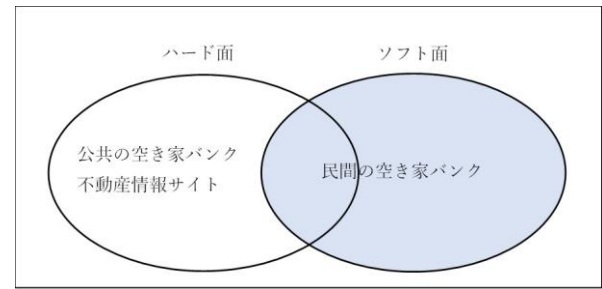 ハード面
ソフト面
公共の空き家バンク
不動産情報サイト
民間の空き家バンク